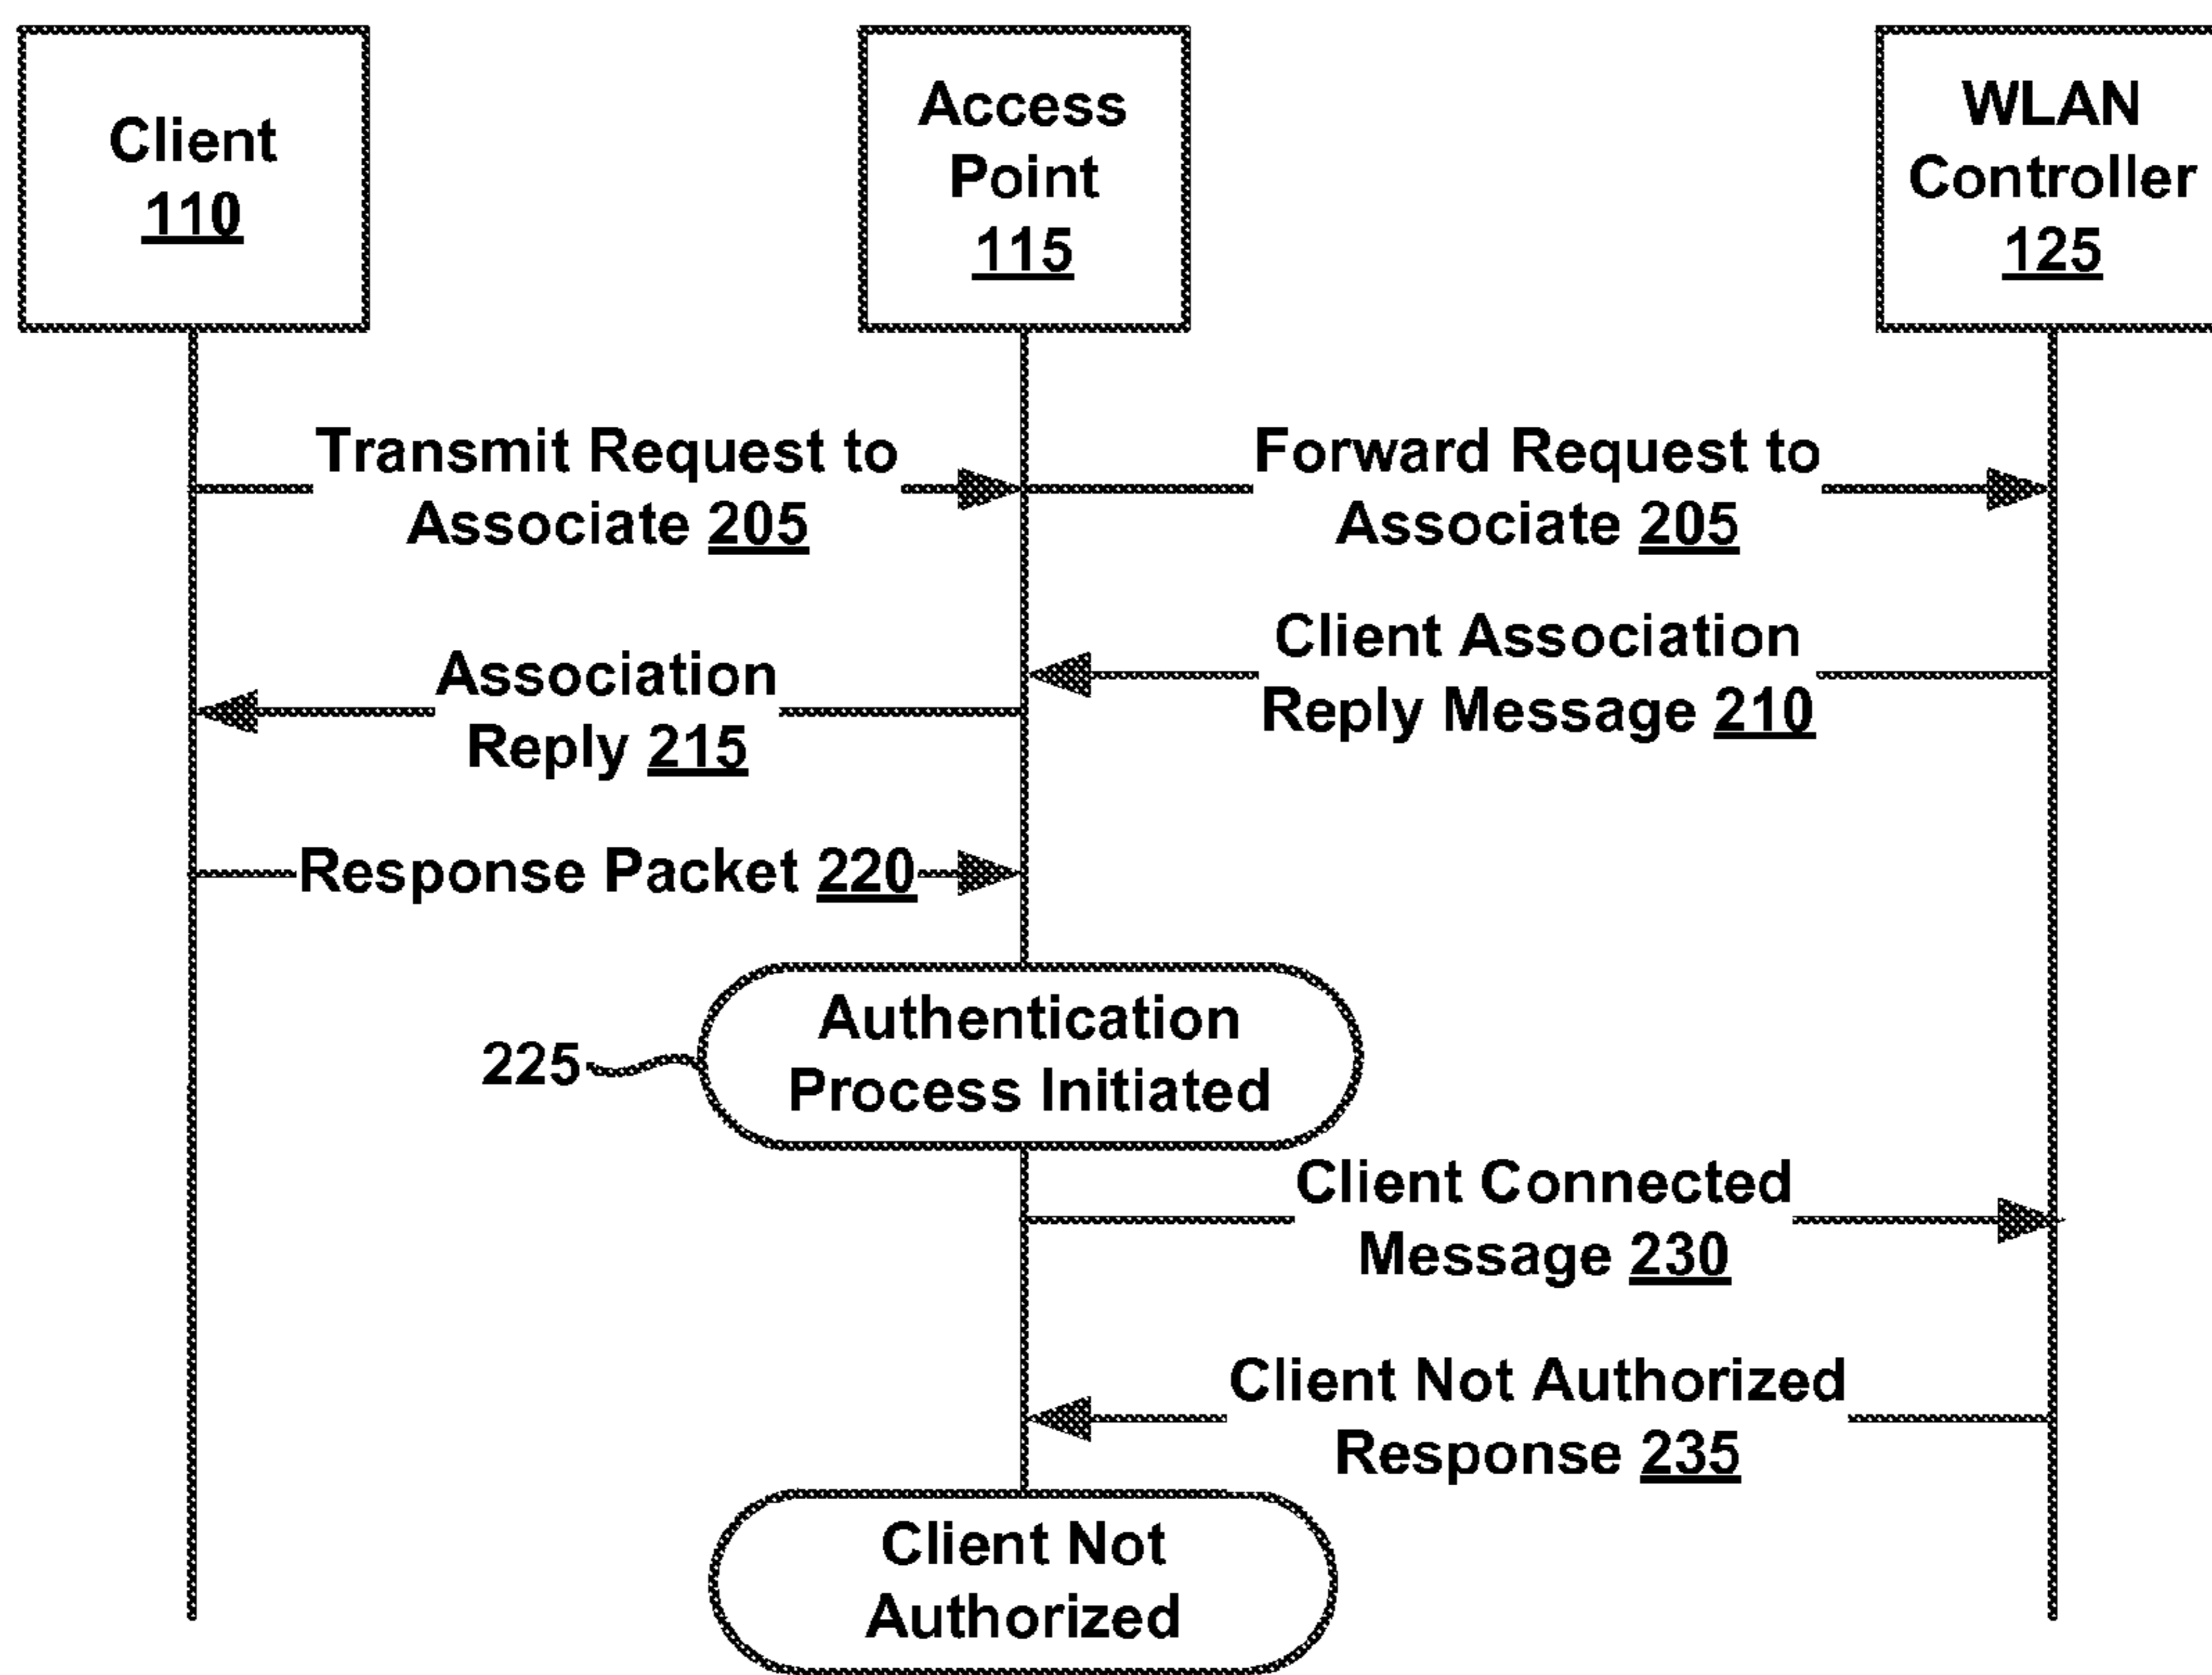 Client
110
Access
Point
115
WLAN
Controller
125
Transmit Request to
Associate 205
Forward Request to
Associate 205
Client Association
Reply Message 210
Association
Reply 215
Response Packet 220
Authentication
Process Initiated
225
Client Connected
Message 230
Client Not Authorized
Response 235
Client Not
Authorized